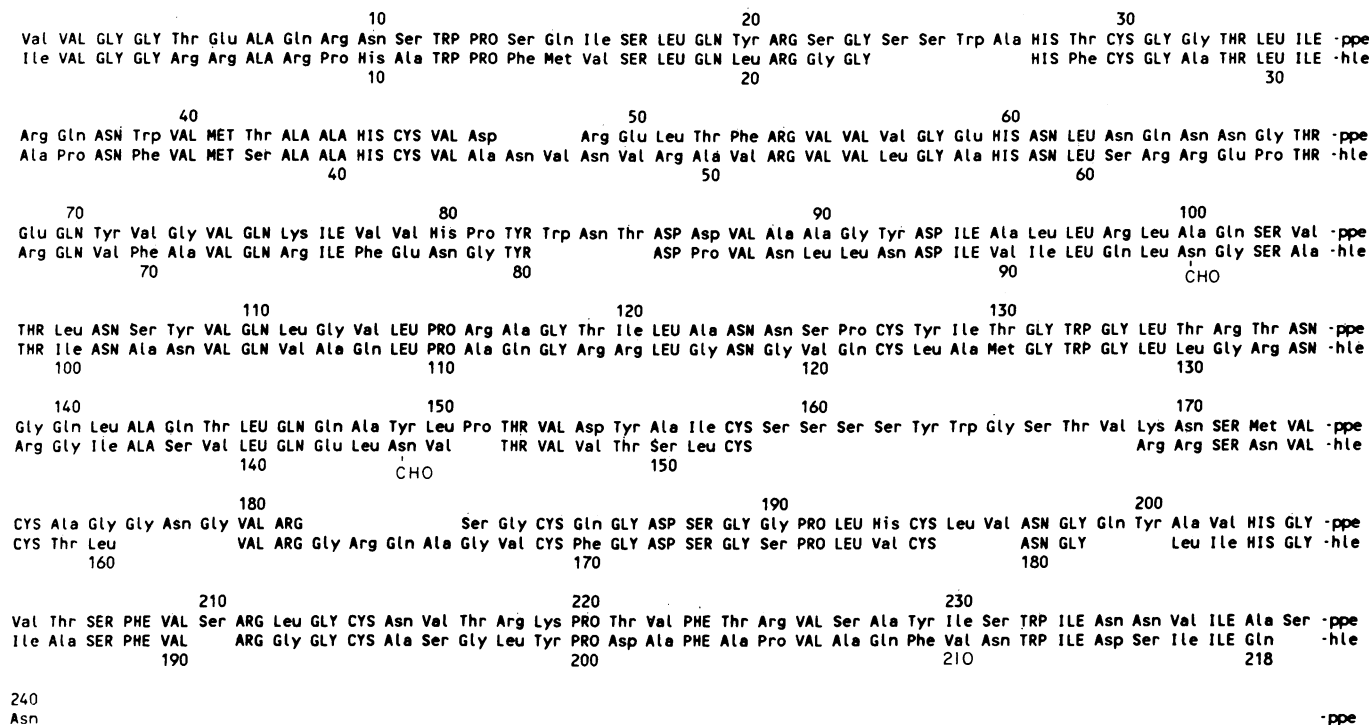 10 20 30
Val VAL GLY GLY Thr Glu ALA Gln Arg Asn Ser TRP PRO Ser Gln Ile SER LEU GLN Tyr ARG Ser GLY Ser Ser Trp Ala HIS Thr CYS GLY Gly THR LEU ILE -ppe
Ile VAL GLY GLY Arg Arg ALA Arg Pro His Ala TRP PRO Phe Met Val SER LEU GLN Leu ARG Gly GLY HIS Phe CYS GLY Ala THR LEU ILE -hle
10 20 30
40 50 60
Arg Gln ASN Trp VAL MET Thr ALA ALA HIS CYS VAL Asp Arg Glu Leu Thr Phe ARG VAL VAL Val GLY Glu HIS ASN LEU Asn Gln Asn Asn Gly THR -ppe
Ala Pro ASN Phe VAL MET Ser ALA ALA HIS CYS VAL Ala Asn Val Asn Val Arg Ala Val ARG VAL VAL Leu GLY Ala HIS ASN LEU Ser Arg Arg Glu Pro THR -hle
40 50 60
70 80 90 100
Glu GLN Tyr Val Gly VAL GLN Lys ILE Val Val His Pro TYR Trp Asn Thr ASP Asp VAL Ala Ala Gly Tyr ASP ILE Ala Leu LEU Arg Leu Ala Gln SER Val -ppe
Arg GLN Val Phe Ala VAL GLN Arg ILE Phe Glu Asn Gly TYR ASP Pro VAL Asn Leu Leu Asn ASP ILE Val Ile LEU Gln Leu Asn Gly SER Ala -hle
70 80 90 CHO
110 120 130
THR Leu ASN Ser Tyr VAL GLN Leu Gly Val LEU PRO Arg Ala GLY Thr Ile LEU Ala ASN Asn Ser Pro CYS Tyr Ile Thr GLY TRP GLY LEU Thr Arg Thr ASN -ppe
THR Ile ASN Ala Asn VAL GLN Val Ala Gln LEU PRO Ala Gln GLY Arg Arg LEU Gly ASN Gly Val Gln CYS Leu Ala Met GLY TRP GLY LEU Leu Gly Arg ASN -hle
100 110 120 130
140 150 160 170
Gly Gln Leu ALA Gln Thr LEU GLN Gln Ala Tyr Leu Pro THR VAL Asp Tyr Ala Ile CYS Ser Ser Ser Ser Tyr Trp Gly Ser Thr Val Lys Asn SER Met VAL -ppe
Arg Gly Ile ALA Ser Val LEU GLN Glu Leu Asn Val THR VAL Val Thr Ser Leu CYS Arg Arg SER Asn VAL -hle
140 CHO 150
180 190 200
CYS Ala Gly Gly Asn Gly VAL ARG Ser Gly CYS Gln GLY ASP SER GLY Gly PRO LEU His CYS Leu Val ASN GLY Gln Tyr Ala Val HIS GLY -ppe
CYS Thr Leu VAL ARG Gly Arg Gln Ala Gly Val CYS Phe GLY ASP SER GLY Ser PRO LEU Val CYS ASN GLY Leu Ile HIS GLY -hle
160 170 180
210 220 230
Val Thr SER PHE VAL Ser ARG Leu GLY CYS Asn Val Thr Arg Lys PRO Thr Val PHE Thr Arg VAL Ser Ala Tyr Ile Ser TRP ILE Asn Asn Val ILE Ala Ser -ppe
Ile Ala SER PHE VAL ARG Gly GLY CYS Ala Ser Gly Leu Tyr PRO Asp Ala PHE Ala Pro VAL Ala Gln Phe Val Asn TRP ILE Asp Ser Ile ILE Gln -hle
190 200 210 218
240
Asn -ppe